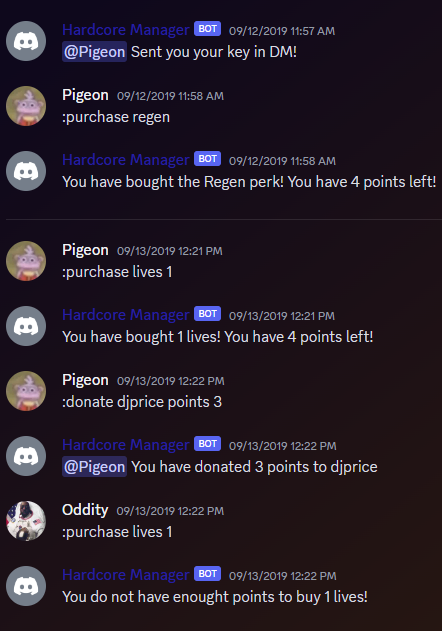 Hardcore Manager BOT 09/12/2019 11:57 AM
@Pigeon Sent you your key in DM!
Pigeon 09/12/2019 11:58 AM
:purchase regen
Hardcore Manager BOT 09/12/2019 11:58 AM
You have bought the Regen perk! You have 4 points left!
Pigeon 09/13/2019 12:21 PM
:purchase lives 1
Hardcore Manager BOT 09/13/2019 12:21 PM
You have bought 1 lives! You have 4 points left!
Pigeon 09/13/2019 12:22 PM
:donate djprice points 3
Hardcore Manager BOT 09/13/2019 12:22 PM
@Pigeon You have donated 3 points to djprice
Oddity 09/13/2019 12:22 PM
:purchase lives 1
Hardcore Manager BOT 09/13/2019 12:22 PM
You do not have enought points to buy 1 lives!